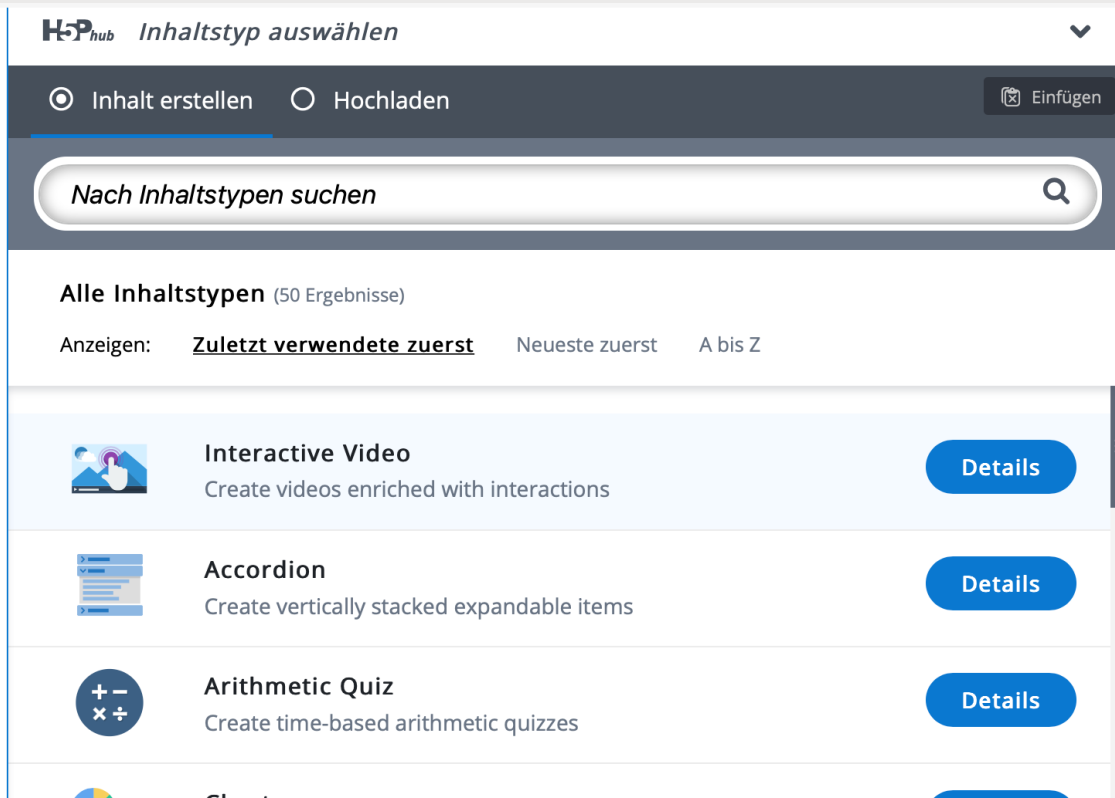 H5Phub Inhaltstyp auswählen
Inhalt erstellen Hochladen Einfügen
Nach Inhaltstypen suchen
Alle Inhaltstypen (50 Ergebnisse)
Anzeigen: Zuletzt verwendete zuerst Neueste zuerst A bis Z
Interactive Video
Create videos enriched with interactions
Details
Accordion
Create vertically stacked expandable items
Details
Arithmetic Quiz
Create time-based arithmetic quizzes
Details